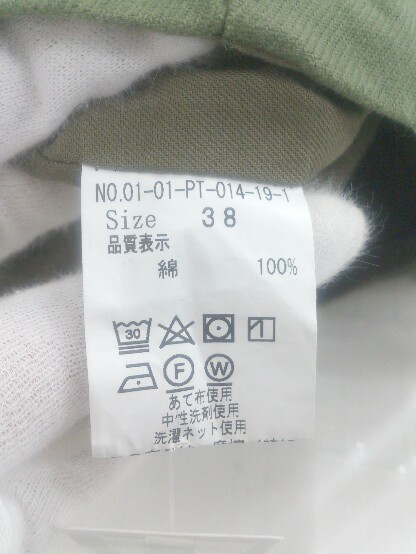 NO.01-01-PT-014-19-1
Size 38
品質表示
綿 100%
30
F W
あて布使用
中性洗剤使用
洗濯ネット使用